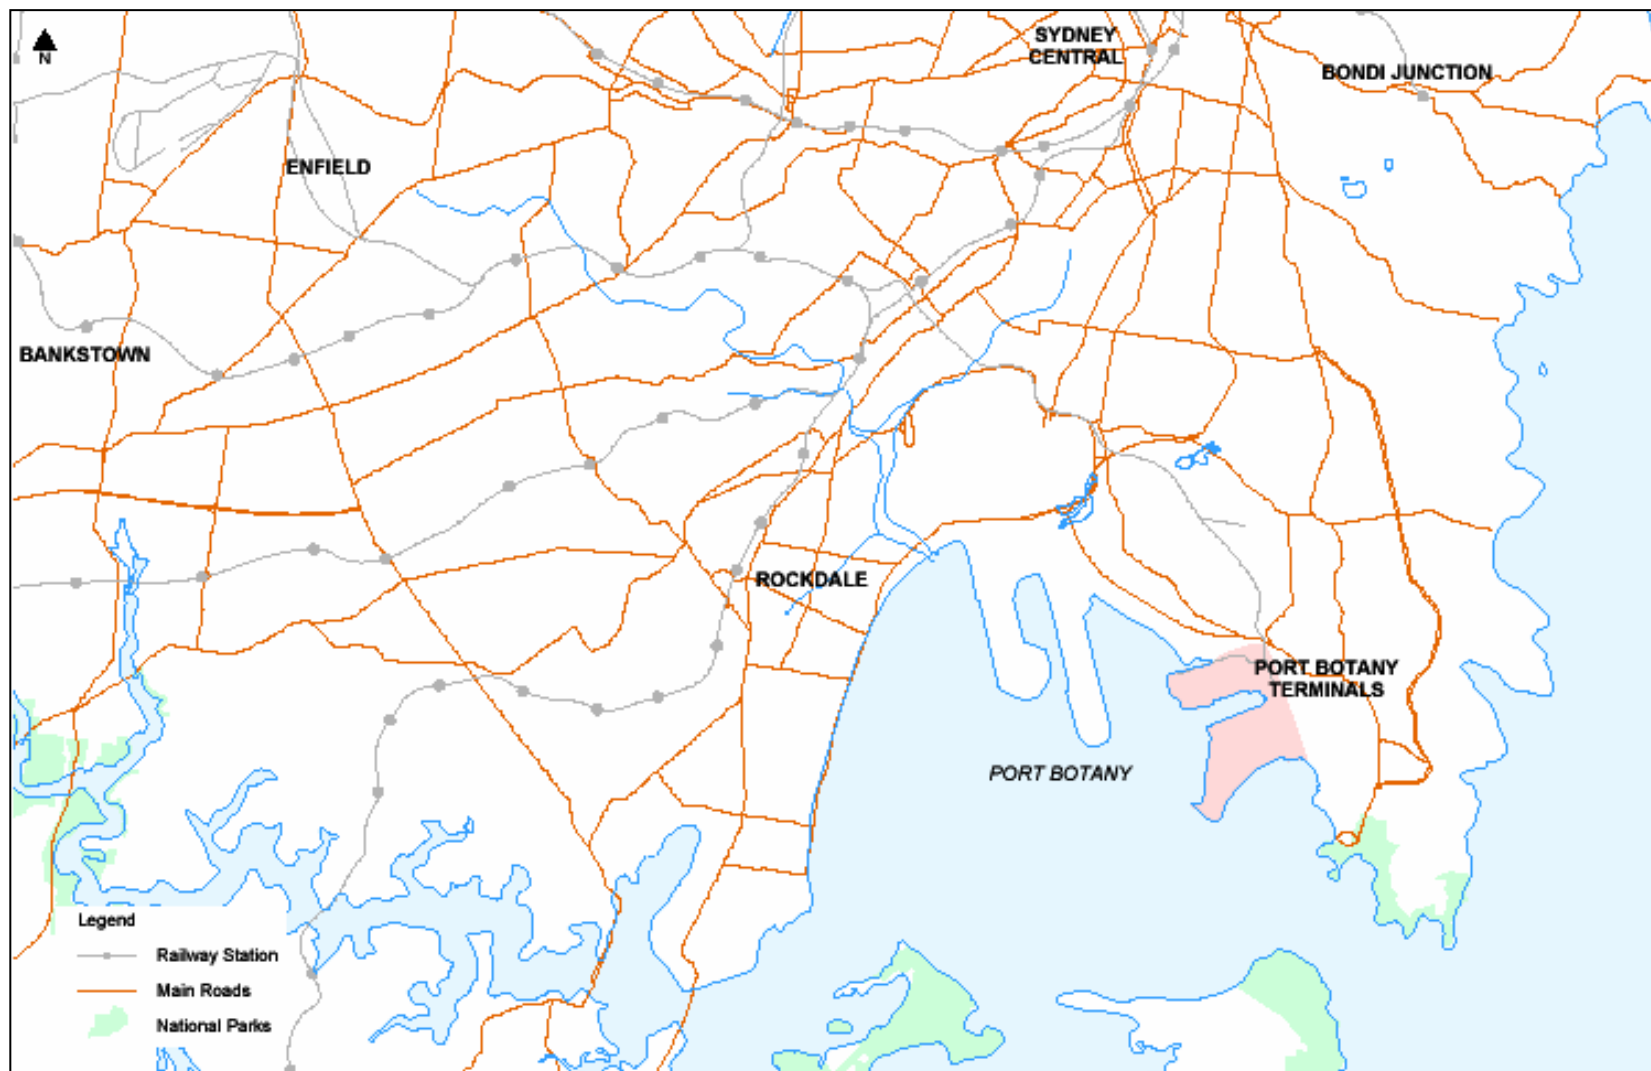 N
SYDNEY
CENTRAL
BONDI JUNCTION
ENFIELD
BANKSTOWN
ROCKDALE
PORT BOTANY
TERMINALS
PORT BOTANY
Legend
Railway Station
Main Roads
National Parks